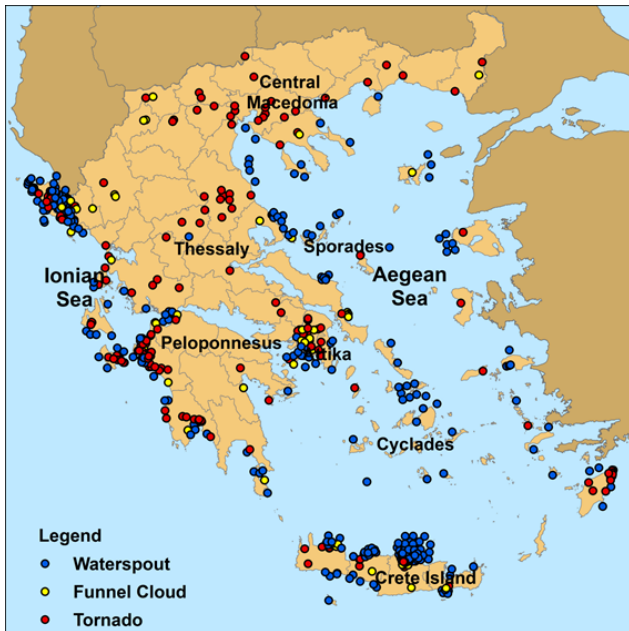 Central
Macedonia
Thessaly
Sporades
Ionian
Sea
Aegean
Sea
Peloponnesus
Attika
Cyclades
Crete Island
Legend
Waterspout
Funnel Cloud
Tornado